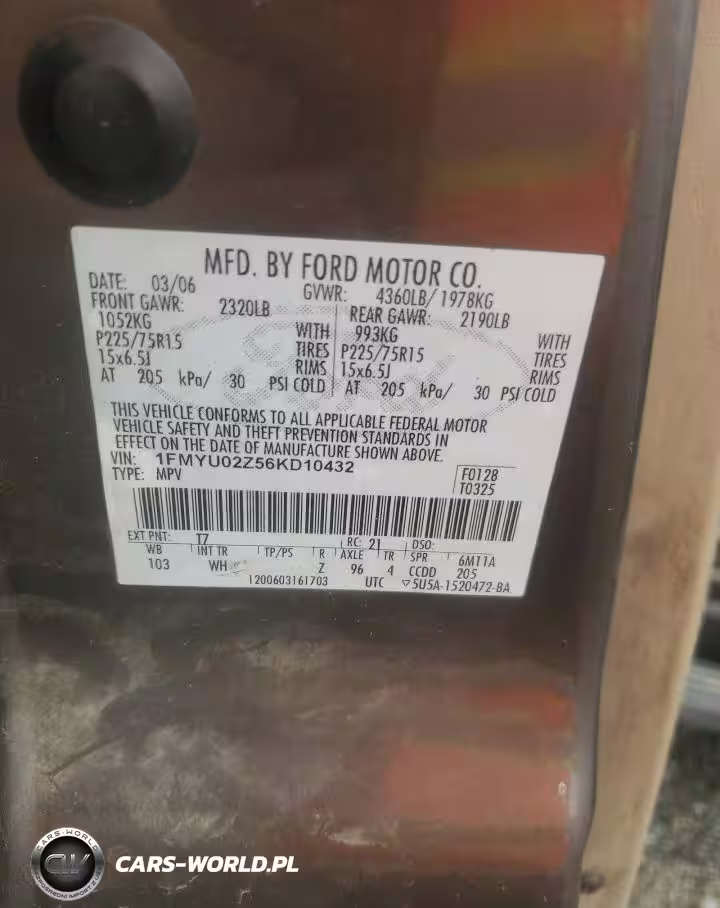 MFD. BY FORD MOTOR CO.
DATE: 03/06 GVWR: 4360LB/ 1978KG
FRONT GAWR: 2320LB REAR GAWR: 2190LB
1052KG WITH 993KG WITH
P225/75R15 TIRES P225/75R15 TIRES
15x6.5J RIMS 15x6.5J RIMS
AT 205 kPa/ 30 PSI COLD AT 205 kPa/ 30 PSI COLD
THIS VEHICLE CONFORMS TO ALL APPLICABLE FEDERAL MOTOR
VEHICLE SAFETY AND THEFT PREVENTION STANDARDS IN
EFFECT ON THE DATE OF MANUFACTURE SHOWN ABOVE.
VIN: 1FMYU02Z56KD10432
TYPE: MPV F0128
T0325
EXT PNT: T7 RC: 21 DSO:
WB INT TR TP/PS R AXLE TR SPR 6M11A
103 WH Z 96 4 CCDD 205
1200603161703 UTC ▽5U5A-1520472-BA
CARS-WORLD
CW
CARS-WORLD.PL